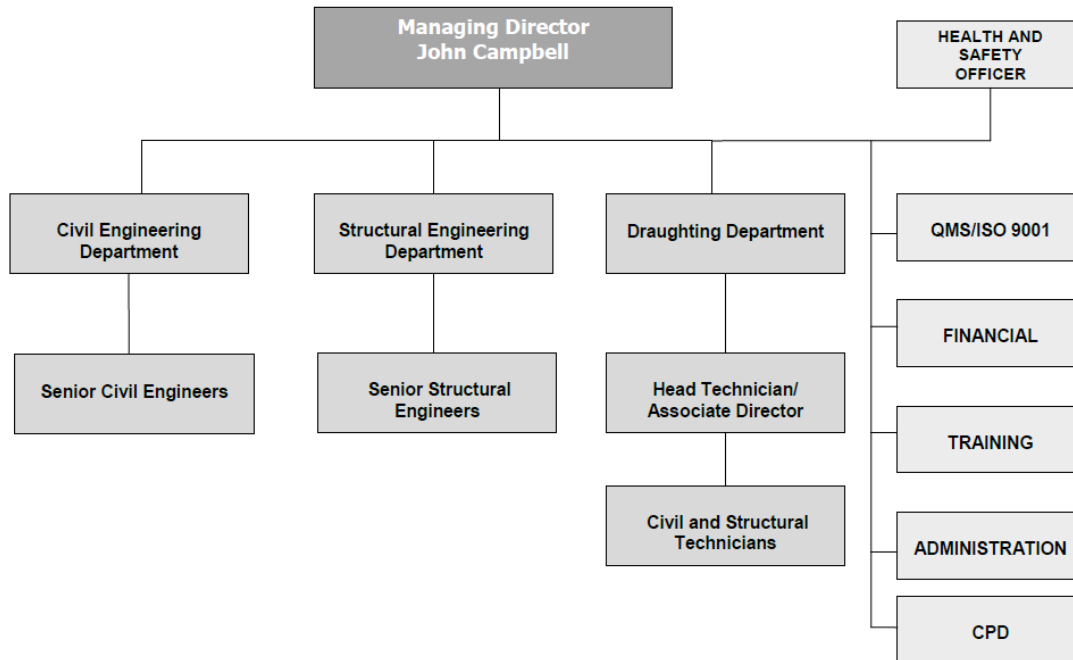 Managing Director
John Campbell
HEALTH AND
SAFETY
OFFICER
Civil Engineering
Department
Structural Engineering
Department
Draughting Department
QMS/ISO 9001
FINANCIAL
Senior Civil Engineers
Senior Structural
Engineers
Head Technician/
Associate Director
TRAINING
Civil and Structural
Technicians
ADMINISTRATION
CPD